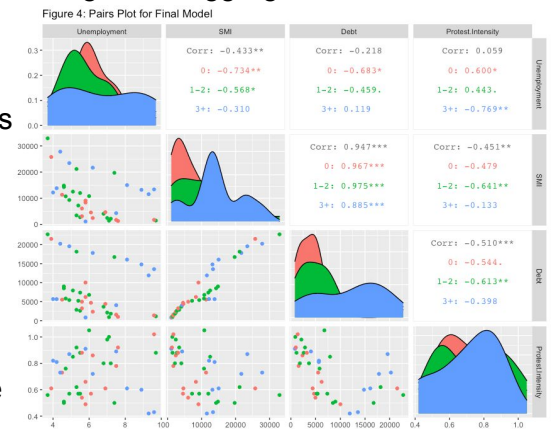 Figure 4: Pairs Plot for Final Model
Unemployment SMI Debt Protest.Intensity
0.3
0.2
0.1
0.0
Corr: -0.433**
0: -0.734**
1-2: -0.568*
3+: -0.310
Corr: -0.218
0: -0.683*
1-2: -0.459.
3+: 0.119
Corr: 0.059
0: 0.600*
1-2: 0.443.
3+: -0.769**
Unemployment
30000
20000
10000
0
Corr: 0.947***
0: 0.967***
1-2: 0.975***
3+: 0.885***
Corr: -0.451**
0: -0.479
1-2: -0.641**
3+: -0.133
SMI
20000
15000
10000
5000
0
Corr: -0.510***
0: -0.544.
1-2: -0.613**
3+: -0.398
Debt
1.0
0.8
0.6
0.4
Protest.Intensity
4 6 8 10 0 10000 20000 30000 0 5000 10000 15000 20000 0.4 0.6 0.8 1.0
s
e